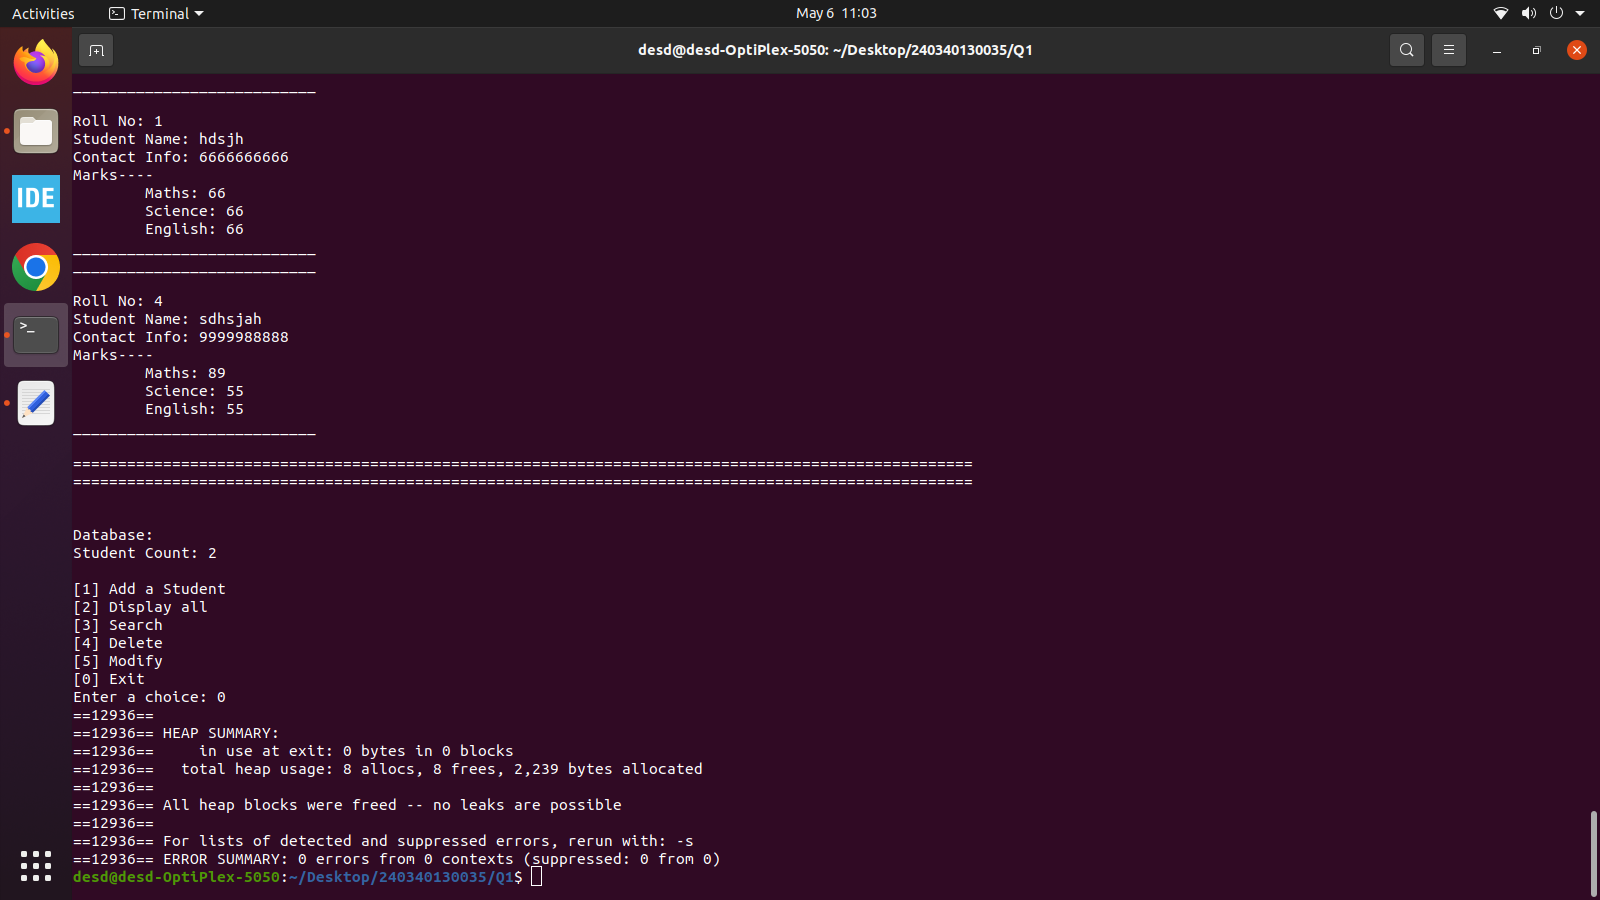 Activities Terminal May 6 11:03
desd@desd-OptiPlex-5050: ~/Desktop/240340130035/Q1
___________________________
Roll No: 1
Student Name: hdsjh
Contact Info: 6666666666
Marks----
Maths: 66
Science: 66
English: 66
___________________________
___________________________
Roll No: 4
Student Name: sdhsjah
Contact Info: 9999988888
Marks----
Maths: 89
Science: 55
English: 55
___________________________
====================================================================================================
====================================================================================================
Database:
Student Count: 2
[1] Add a Student
[2] Display all
[3] Search
[4] Delete
[5] Modify
[0] Exit
Enter a choice: 0
==12936==
==12936== HEAP SUMMARY:
==12936==     in use at exit: 0 bytes in 0 blocks
==12936==   total heap usage: 8 allocs, 8 frees, 2,239 bytes allocated
==12936==
==12936== All heap blocks were freed -- no leaks are possible
==12936==
==12936== For lists of detected and suppressed errors, rerun with: -s
==12936== ERROR SUMMARY: 0 errors from 0 contexts (suppressed: 0 from 0)
desd@desd-OptiPlex-5050:~/Desktop/240340130035/Q1$
IDE
>_